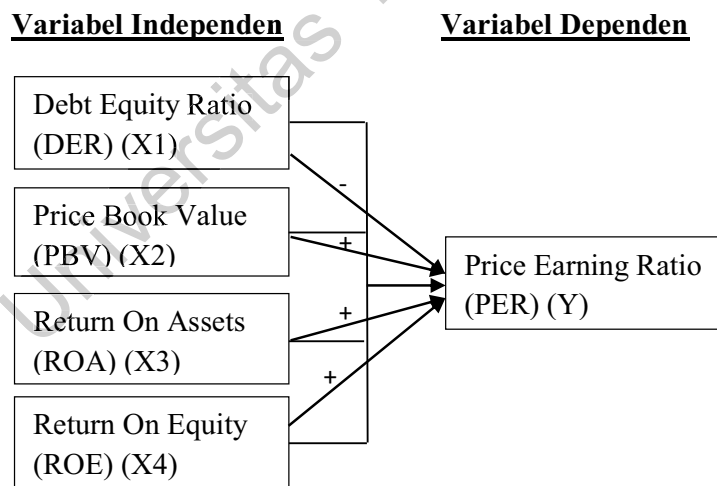 Variabel Independen
Variabel Dependen
Debt Equity Ratio
(DER) (X1)
-
Price Book Value
(PBV) (X2)
+
Price Earning Ratio
(PER) (Y)
Return On Assets
(ROA) (X3)
+
+
Return On Equity
(ROE) (X4)
Universitas